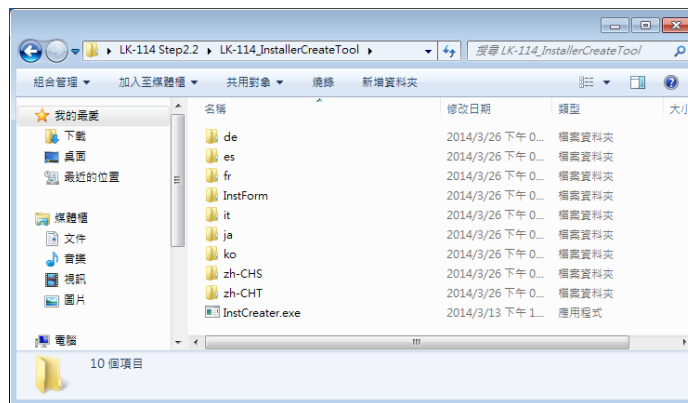 LK-114 Step2.2 ▸ LK-114_InstallerCreateTool ▸
搜尋 LK-114_InstallerCreateTool
組合管理 加入至媒體櫃 共用對象 燒錄 新增資料夾
我的最愛
下載
桌面
最近的位置
媒體櫃
文件
音樂
視訊
圖片
電腦
名稱 修改日期 類型 大小
de 2014/3/26 下午 0... 檔案資料夾
es 2014/3/26 下午 0... 檔案資料夾
fr 2014/3/26 下午 0... 檔案資料夾
InstForm 2014/3/26 下午 0... 檔案資料夾
it 2014/3/26 下午 0... 檔案資料夾
ja 2014/3/26 下午 0... 檔案資料夾
ko 2014/3/26 下午 0... 檔案資料夾
zh-CHS 2014/3/26 下午 0... 檔案資料夾
zh-CHT 2014/3/26 下午 0... 檔案資料夾
InstCreater.exe 2014/3/13 下午 1... 應用程式
10 個項目